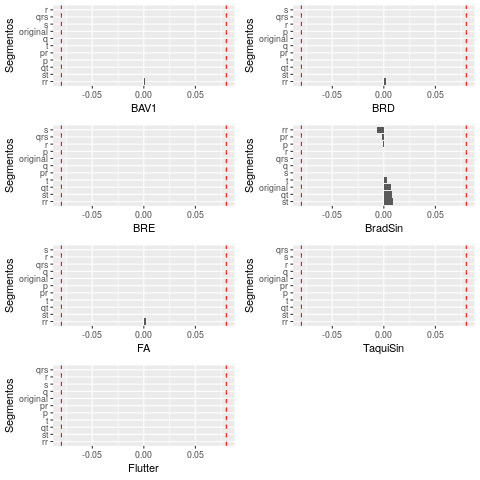 Segmentos
r
qrs
s
original
q
t
pr
p
qt
st
rr
-0.05 0.00 0.05
BAV1
Segmentos
s
qrs
r
p
original
q
t
pr
qt
st
rr
-0.05 0.00 0.05
BRD
Segmentos
s
qrs
r
p
original
q
pr
t
qt
st
rr
-0.05 0.00 0.05
BRE
Segmentos
rr
pr
r
p
qrs
q
s
t
original
qt
st
-0.05 0.00 0.05
BradSin
Segmentos
s
r
qrs
q
original
p
pr
t
qt
st
rr
-0.05 0.00 0.05
FA
Segmentos
qrs
s
r
q
original
pr
p
t
qt
st
rr
-0.05 0.00 0.05
TaquiSin
Segmentos
qrs
r
s
q
original
pr
p
t
qt
st
rr
-0.05 0.00 0.05
Flutter